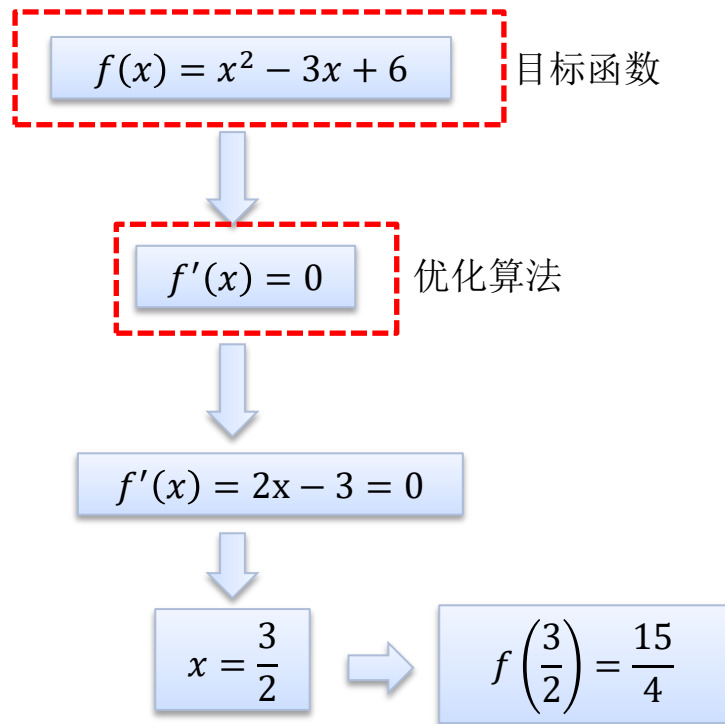 f(x) = x² − 3x + 6
目标函数
f′(x) = 0
优化算法
f′(x) = 2x − 3 = 0
x = 3/2
f(3/2) = 15/4